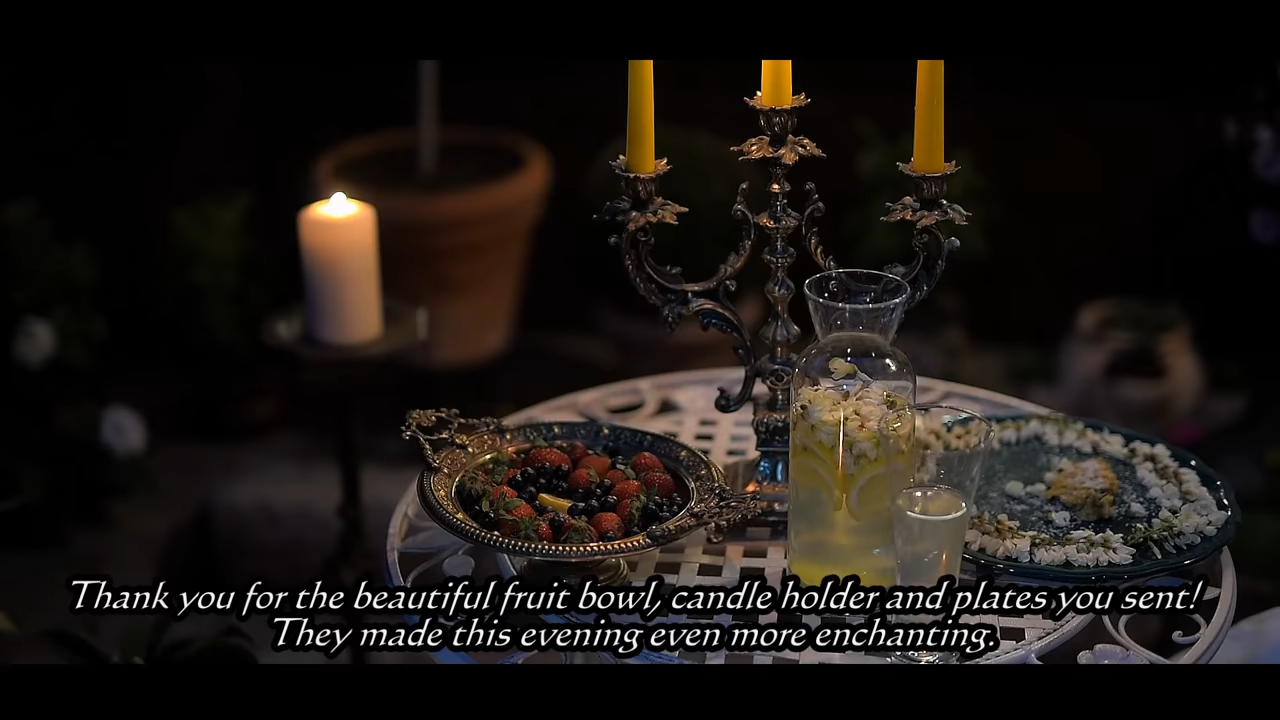 Thank you for the beautiful fruit bowl, candle holder and plates you sent!
They made this evening even more enchanting.